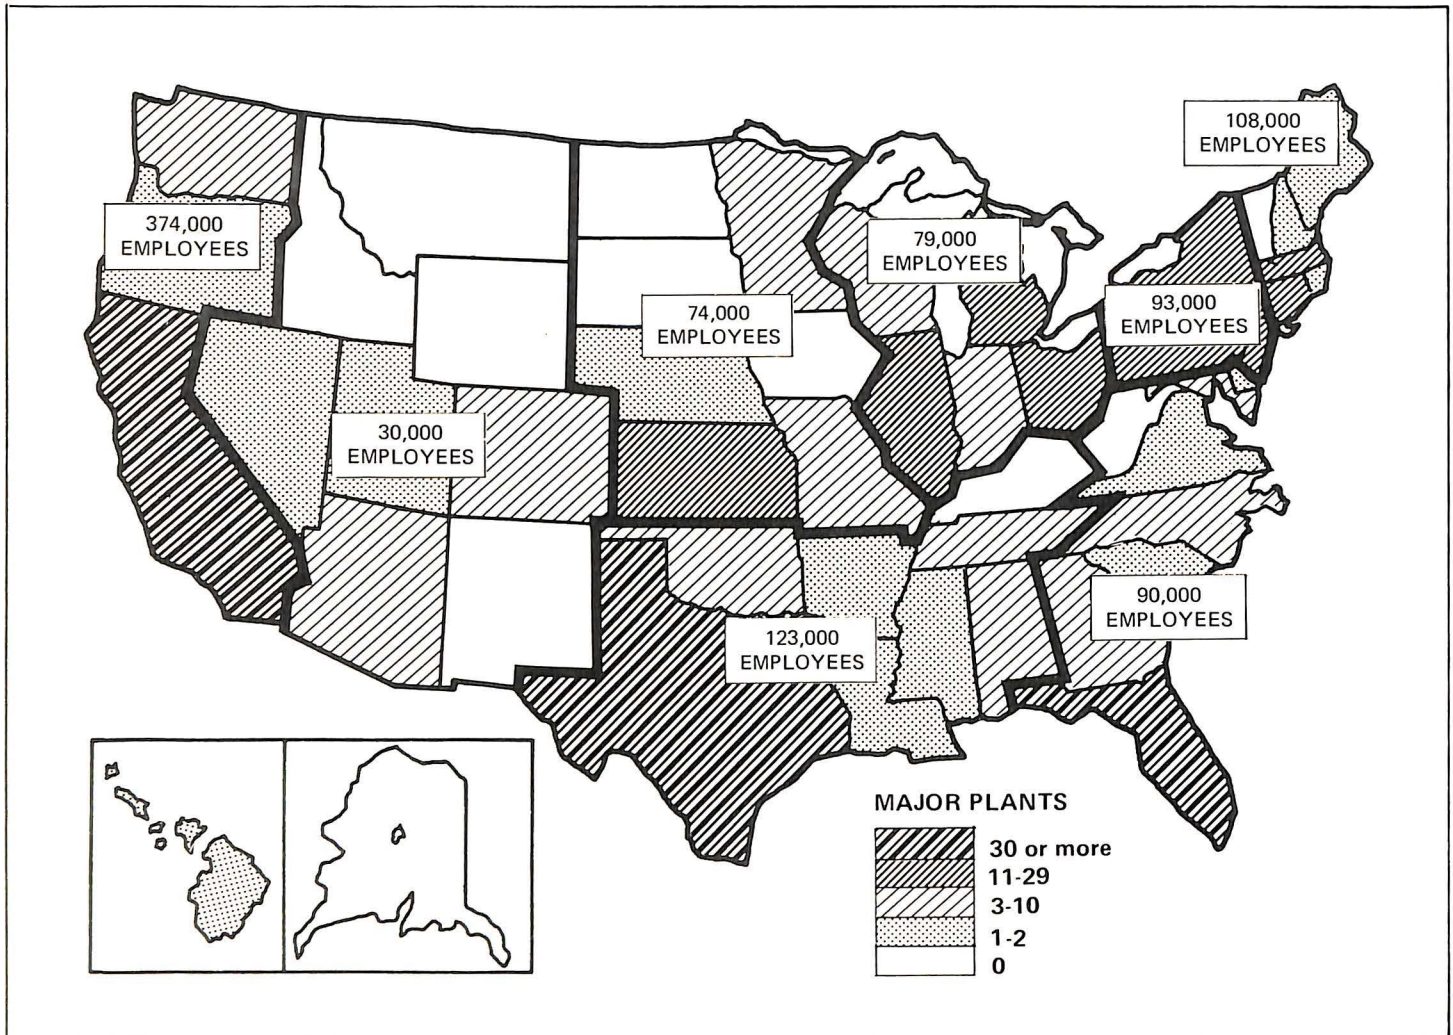 108,000
EMPLOYEES
374,000
EMPLOYEES
79,000
EMPLOYEES
93,000
EMPLOYEES
74,000
EMPLOYEES
30,000
EMPLOYEES
90,000
EMPLOYEES
123,000
EMPLOYEES
MAJOR PLANTS
30 or more
11-29
3-10
1-2
0